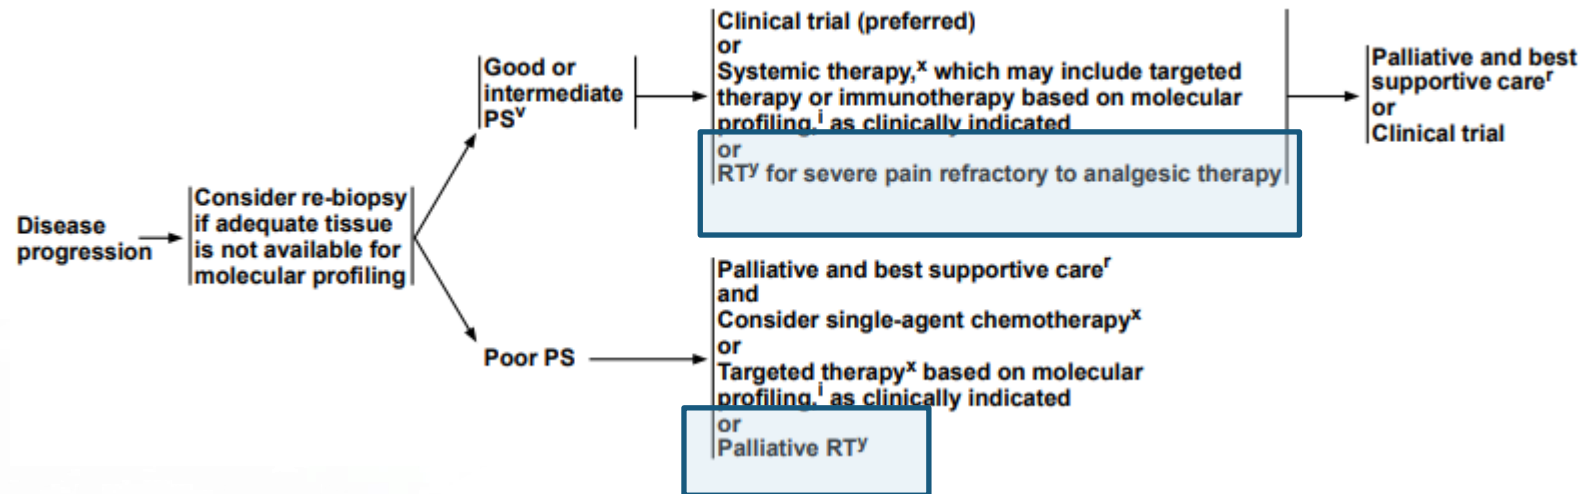 Disease
progression
Consider re-biopsy
if adequate tissue
is not available for
molecular profiling
Good or
intermediate
PSᵛ
Clinical trial (preferred)
or
Systemic therapy,ˣ which may include targeted
therapy or immunotherapy based on molecular
profiling,ⁱ as clinically indicated
or
RTʸ for severe pain refractory to analgesic therapy
Palliative and best
supportive careʳ
or
Clinical trial
Poor PS
Palliative and best supportive careʳ
and
Consider single-agent chemotherapyˣ
or
Targeted therapyˣ based on molecular
profiling,ⁱ as clinically indicated
or
Palliative RTʸ